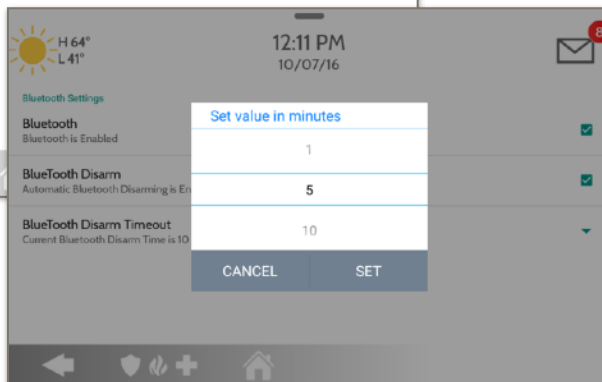 H 64°
L 41°
12:11 PM
10/07/16
8
Bluetooth Settings
Bluetooth
Bluetooth is Enabled
BlueTooth Disarm
Automatic Bluetooth Disarming is En
BlueTooth Disarm Timeout
Current Bluetooth Disarm Time is 10
Set value in minutes
1
5
10
CANCEL
SET